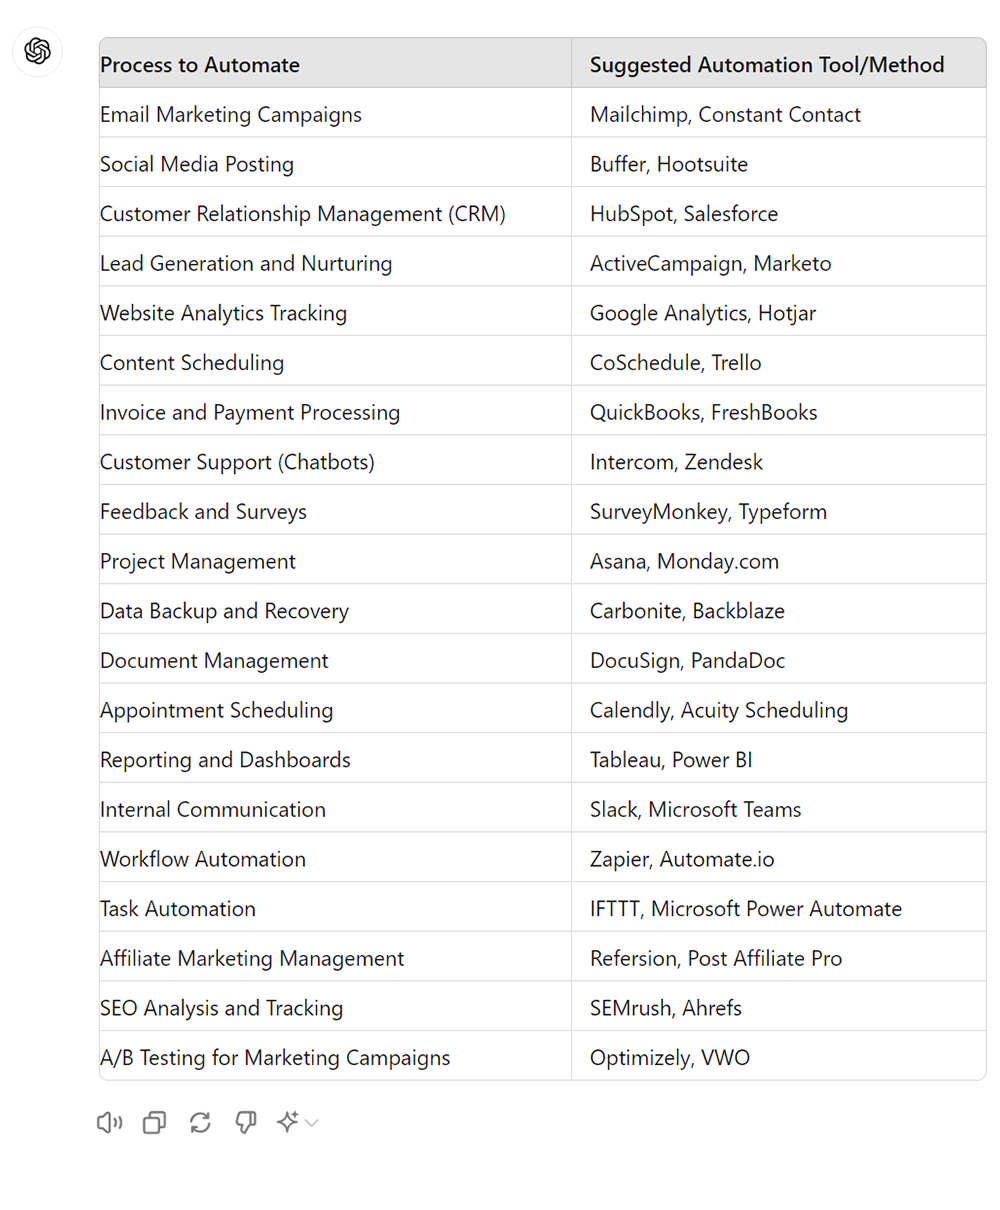 Process to Automate Suggested Automation Tool/Method
Email Marketing Campaigns Mailchimp, Constant Contact
Social Media Posting Buffer, Hootsuite
Customer Relationship Management (CRM) HubSpot, Salesforce
Lead Generation and Nurturing ActiveCampaign, Marketo
Website Analytics Tracking Google Analytics, Hotjar
Content Scheduling CoSchedule, Trello
Invoice and Payment Processing QuickBooks, FreshBooks
Customer Support (Chatbots) Intercom, Zendesk
Feedback and Surveys SurveyMonkey, Typeform
Project Management Asana, Monday.com
Data Backup and Recovery Carbonite, Backblaze
Document Management DocuSign, PandaDoc
Appointment Scheduling Calendly, Acuity Scheduling
Reporting and Dashboards Tableau, Power BI
Internal Communication Slack, Microsoft Teams
Workflow Automation Zapier, Automate.io
Task Automation IFTTT, Microsoft Power Automate
Affiliate Marketing Management Refersion, Post Affiliate Pro
SEO Analysis and Tracking SEMrush, Ahrefs
A/B Testing for Marketing Campaigns Optimizely, VWO